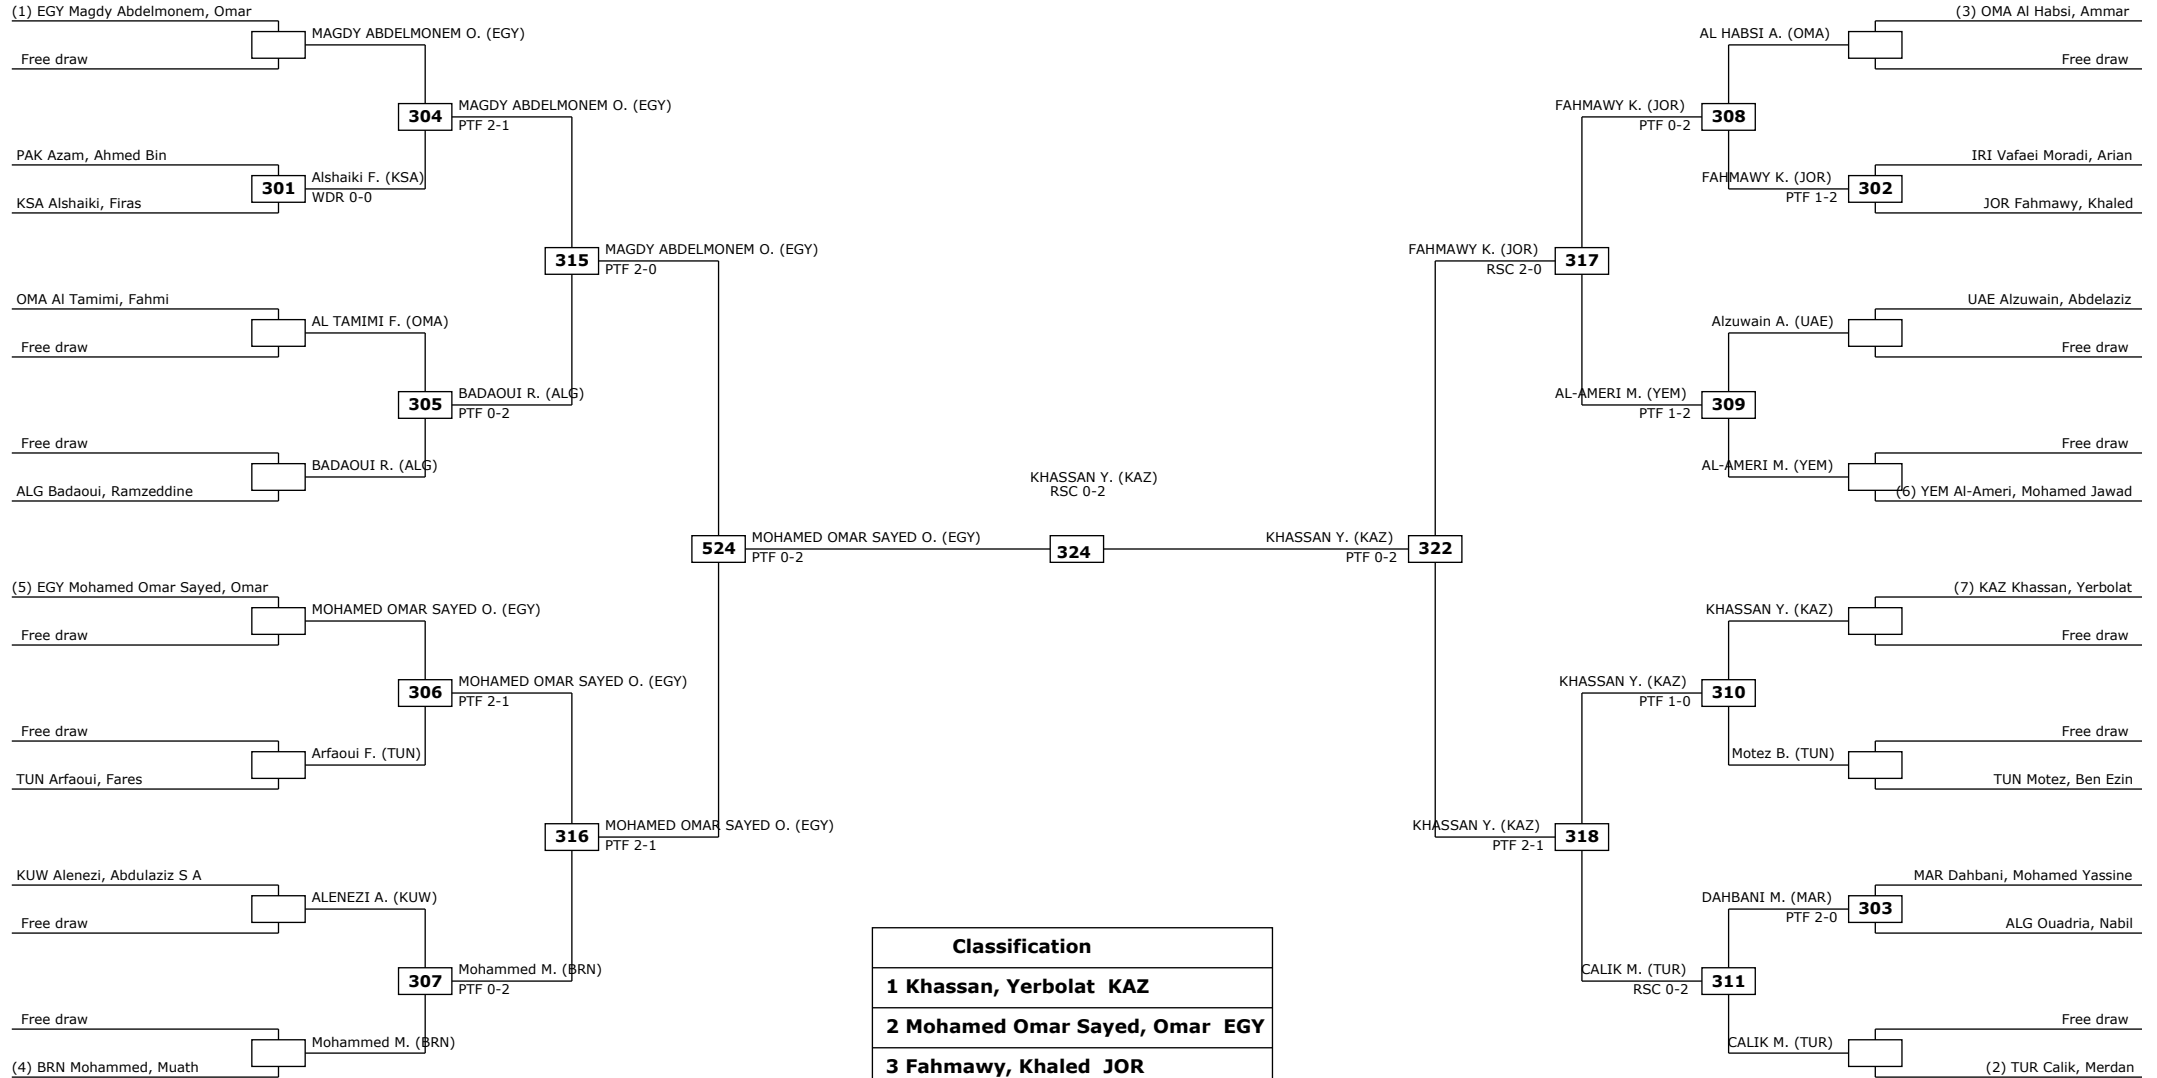 (1) EGY Magdy Abdelmonem, Omar
MAGDY ABDELMONEM O. (EGY)
Free draw
304
MAGDY ABDELMONEM O. (EGY)
PTF 2-1
PAK Azam, Ahmed Bin
301
Alshaiki F. (KSA)
WDR 0-0
KSA Alshaiki, Firas
315
MAGDY ABDELMONEM O. (EGY)
PTF 2-0
OMA Al Tamimi, Fahmi
AL TAMIMI F. (OMA)
Free draw
305
BADAOUI R. (ALG)
PTF 0-2
Free draw
BADAOUI R. (ALG)
ALG Badaoui, Ramzeddine
524
MOHAMED OMAR SAYED O. (EGY)
PTF 0-2
(5) EGY Mohamed Omar Sayed, Omar
MOHAMED OMAR SAYED O. (EGY)
Free draw
306
MOHAMED OMAR SAYED O. (EGY)
PTF 2-1
Free draw
Arfaoui F. (TUN)
TUN Arfaoui, Fares
316
MOHAMED OMAR SAYED O. (EGY)
PTF 2-1
KUW Alenezi, Abdulaziz S A
ALENEZI A. (KUW)
Free draw
307
Mohammed M. (BRN)
PTF 0-2
Free draw
Mohammed M. (BRN)
(4) BRN Mohammed, Muath
KHASSAN Y. (KAZ)
RSC 0-2
324
(3) OMA Al Habsi, Ammar
AL HABSI A. (OMA)
Free draw
FAHMAWY K. (JOR)
PTF 0-2
308
IRI Vafaei Moradi, Arian
FAHMAWY K. (JOR)
PTF 1-2
302
JOR Fahmawy, Khaled
FAHMAWY K. (JOR)
RSC 2-0
317
UAE Alzuwain, Abdelaziz
Alzuwain A. (UAE)
Free draw
AL-AMERI M. (YEM)
PTF 1-2
309
Free draw
AL-AMERI M. (YEM)
(6) YEM Al-Ameri, Mohamed Jawad
KHASSAN Y. (KAZ)
PTF 0-2
322
(7) KAZ Khassan, Yerbolat
KHASSAN Y. (KAZ)
Free draw
KHASSAN Y. (KAZ)
PTF 1-0
310
Free draw
Motez B. (TUN)
TUN Motez, Ben Ezin
KHASSAN Y. (KAZ)
PTF 2-1
318
MAR Dahbani, Mohamed Yassine
DAHBANI M. (MAR)
PTF 2-0
303
ALG Ouadria, Nabil
CALIK M. (TUR)
RSC 0-2
311
Free draw
CALIK M. (TUR)
(2) TUR Calik, Merdan
Classification
1 Khassan, Yerbolat KAZ
2 Mohamed Omar Sayed, Omar EGY
3 Fahmawy, Khaled JOR